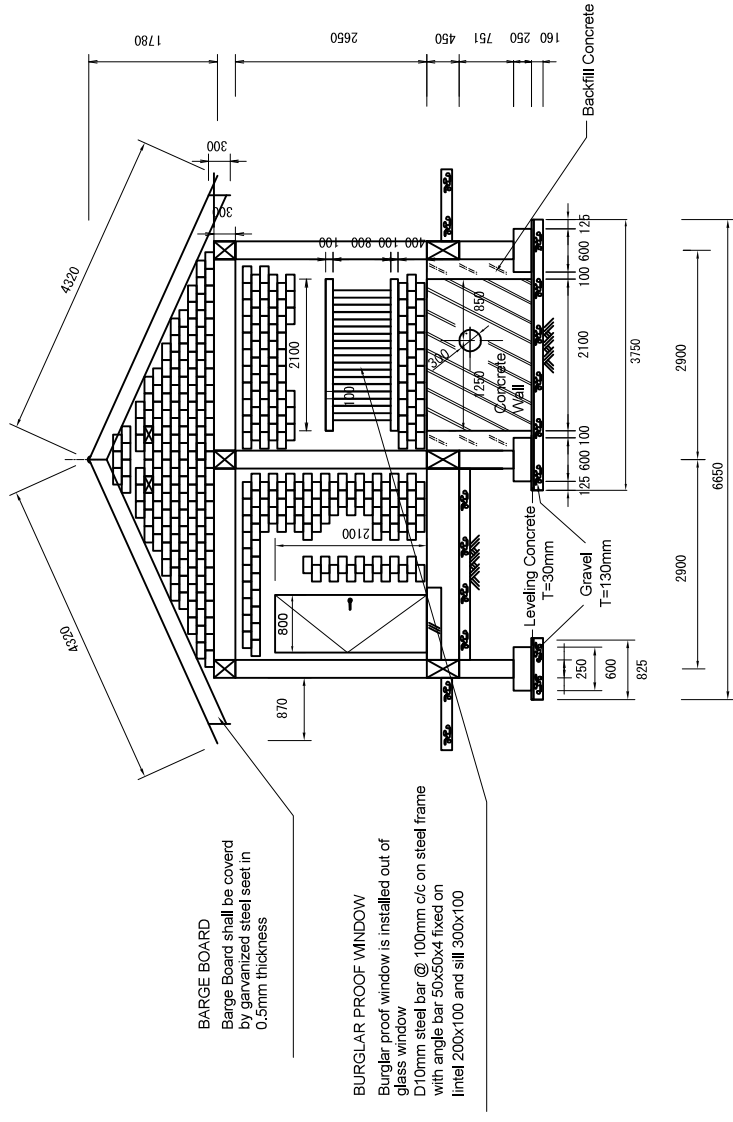 1780
2650
450
751
250
160
4320
4320
300
300
100
800
100
400
2100
100
2100
800
870
850
1250
300
Concrete
Wall
Backfill Concrete
125
600
100
2100
100
600
125
3750
2900
2900
6650
Leveling Concrete
T=30mm
Gravel
T=130mm
250
600
825
BARGE BOARD
Barge Board shall be coverd
by garvanized steel seet in
0.5mm thickness
BURGLAR PROOF WINDOW
Burglar proof window is installed out of
glass window
D10mm steel bar @ 100mm c/c on steel frame
with angle bar 50x50x4 fixed on
lintel 200x100 and sill 300x100